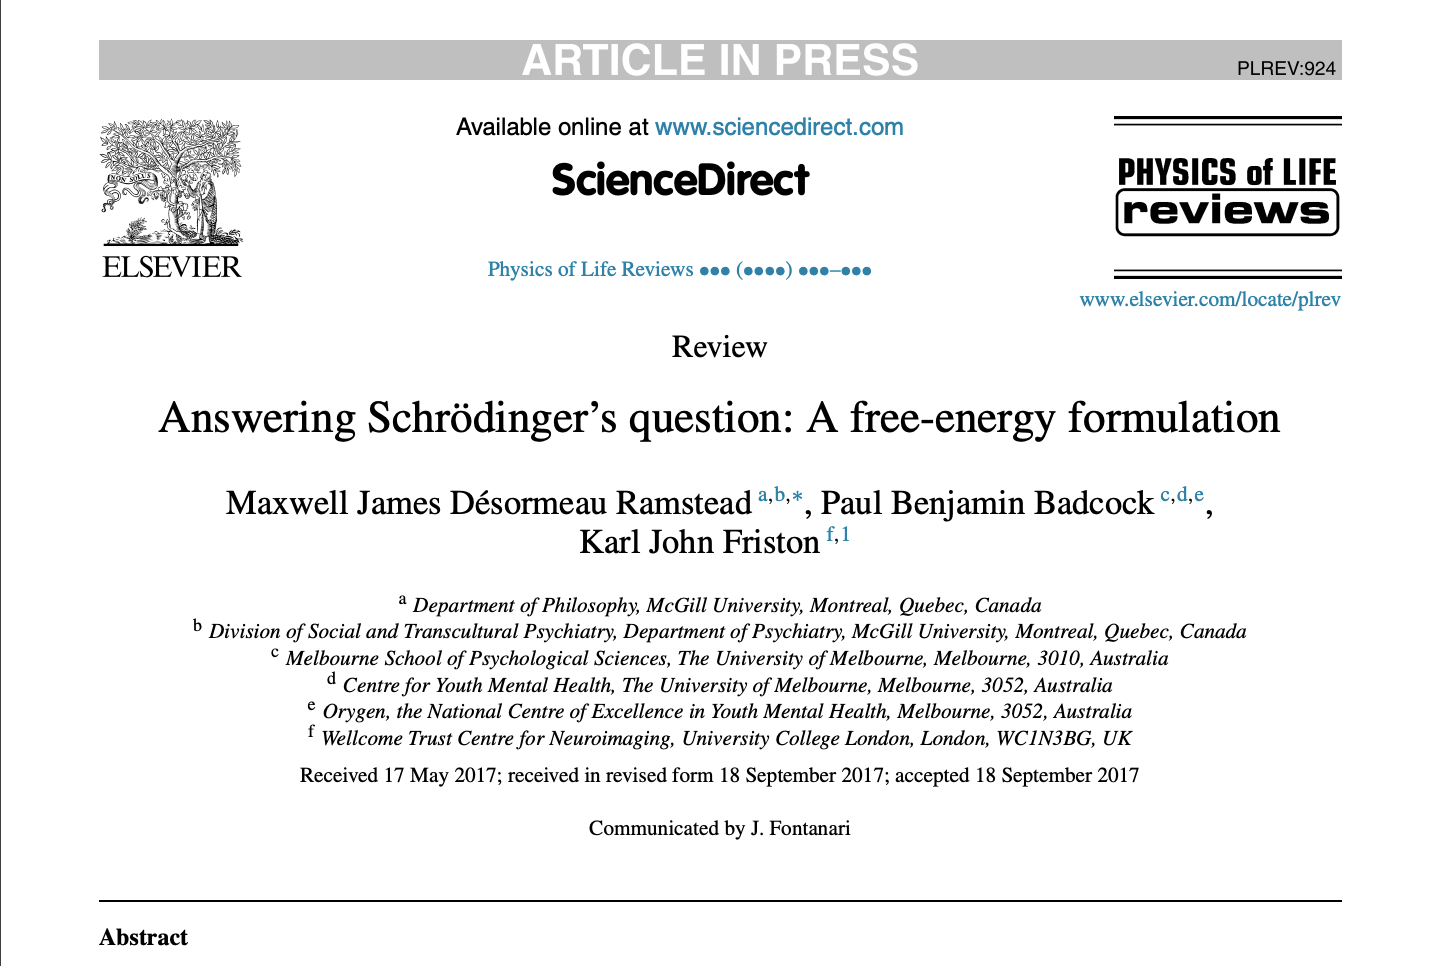 ARTICLE IN PRESS
PLREV:924
Available online at www.sciencedirect.com
ScienceDirect
PHYSICS of LIFE
reviews
NON SOLUS
ELSEVIER
Physics of Life Reviews ••• (••••) •••–•••
www.elsevier.com/locate/plrev
Review
Answering Schrödinger’s question: A free-energy formulation
Maxwell James Désormeau Ramstead a,b,∗, Paul Benjamin Badcock c,d,e,
Karl John Friston f,1
a Department of Philosophy, McGill University, Montreal, Quebec, Canada
b Division of Social and Transcultural Psychiatry, Department of Psychiatry, McGill University, Montreal, Quebec, Canada
c Melbourne School of Psychological Sciences, The University of Melbourne, Melbourne, 3010, Australia
d Centre for Youth Mental Health, The University of Melbourne, Melbourne, 3052, Australia
e Orygen, the National Centre of Excellence in Youth Mental Health, Melbourne, 3052, Australia
f Wellcome Trust Centre for Neuroimaging, University College London, London, WC1N3BG, UK
Received 17 May 2017; received in revised form 18 September 2017; accepted 18 September 2017
Communicated by J. Fontanari
Abstract